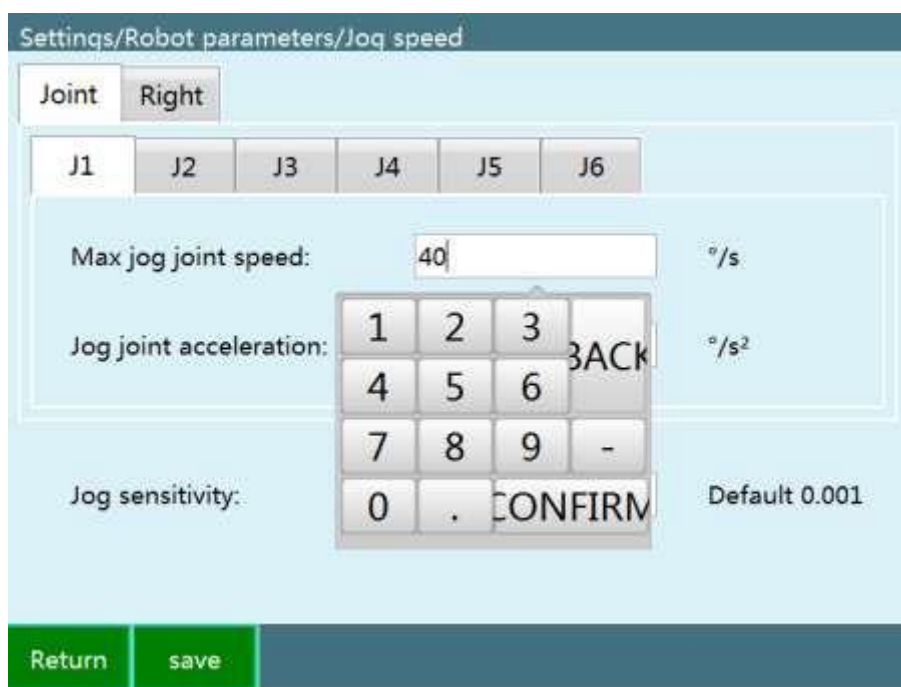 Settings/Robot parameters/Jog speed
Joint Right
J1 J2 J3 J4 J5 J6
Max jog joint speed: 40 °/s
Jog joint acceleration: °/s²
1 2 3 BACK
4 5 6
7 8 9 -
Jog sensitivity: Default 0.001
0 . CONFIRM
Return save